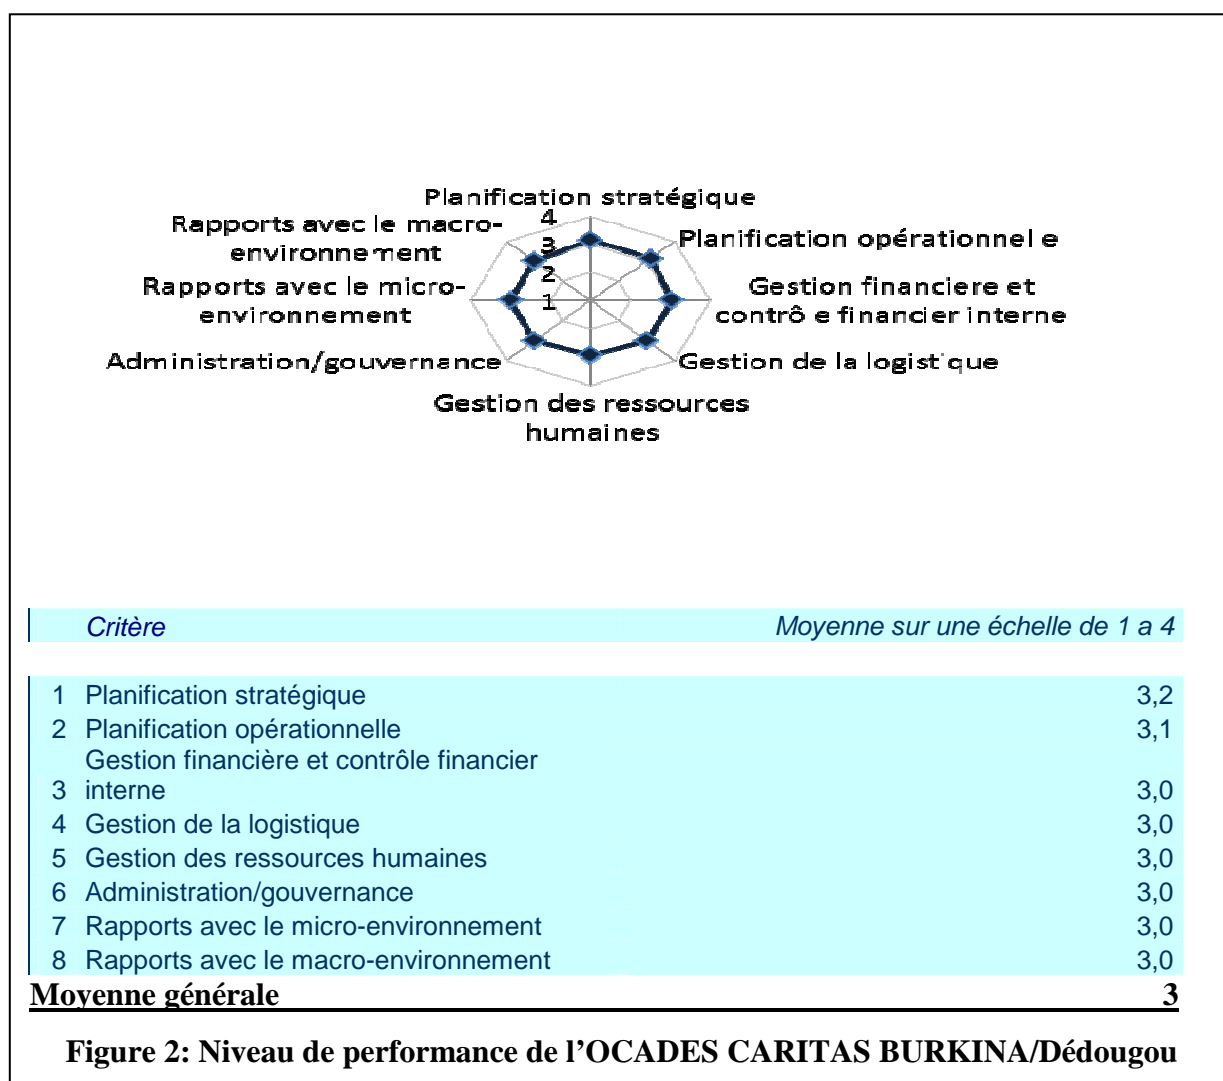 Planification stratégique
4
Rapports avec le macro-
environnement
3
Planification opérationnel e
2
Rapports avec le micro-
environnement
1
Gestion financiere et
contrô e financier interne
Administration/gouvernance
Gestion de la logist que
Gestion des ressources
humaines
Critère Moyenne sur une échelle de 1 a 4
1 Planification stratégique 3,2
2 Planification opérationnelle 3,1
Gestion financière et contrôle financier
3 interne 3,0
4 Gestion de la logistique 3,0
5 Gestion des ressources humaines 3,0
6 Administration/gouvernance 3,0
7 Rapports avec le micro-environnement 3,0
8 Rapports avec le macro-environnement 3,0
Moyenne générale 3
Figure 2: Niveau de performance de l’OCADES CARITAS BURKINA/Dédougou